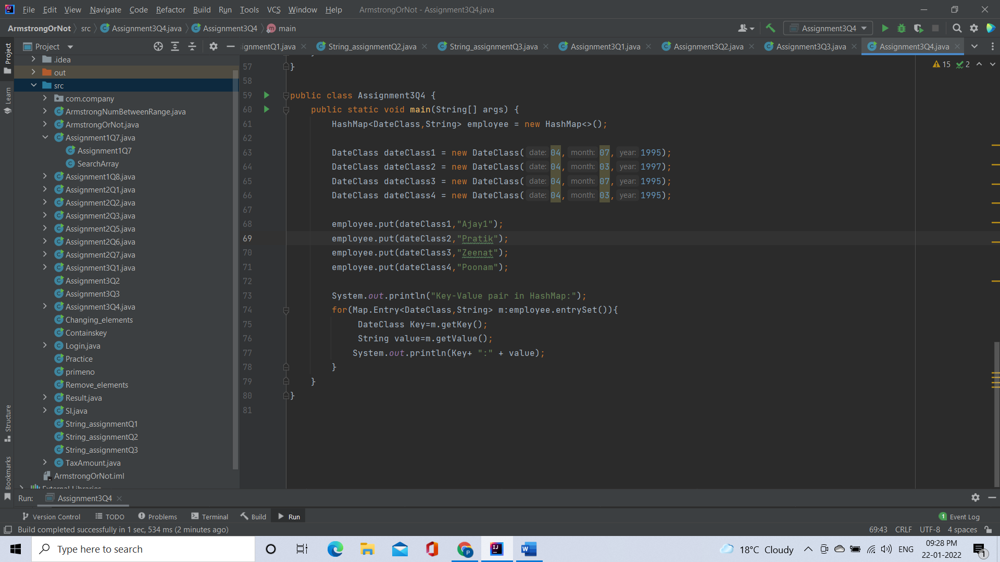 File Edit View Navigate Code Refactor Build Run Tools VCS Window Help ArmstrongOrNot - Assignment3Q4.java
ArmstrongOrNot src Assignment3Q4.java Assignment3Q4 main Assignment3Q4
Project ignmentQ1.java String_assignmentQ2.java String_assignmentQ3.java Assignment3Q1.java Assignment3Q2.java Assignment3Q3.java Assignment3Q4.java
Project
Learn
Structure
Bookmarks
.idea
out
src
com.company
ArmstrongNumBetweenRange.java
ArmstrongOrNot.java
Assignment1Q7.java
Assignment1Q7
SearchArray
Assignment1Q8.java
Assignment2Q1.java
Assignment2Q2.java
Assignment2Q3.java
Assignment2Q5.java
Assignment2Q6.java
Assignment2Q7.java
Assignment3Q1.java
Assignment3Q2
Assignment3Q3
Assignment3Q4.java
Changing_elements
Containskey
Login.java
Practice
primeno
Remove_elements
Result.java
SI.java
String_assignmentQ1
String_assignmentQ2
String_assignmentQ3
TaxAmount.java
ArmstrongOrNot.iml
External Libraries
15 2
57 }
58
59 public class Assignment3Q4 {
60 public static void main(String[] args) {
61 HashMap<DateClass,String> employee = new HashMap<>();
62
63 DateClass dateClass1 = new DateClass( date: 04, month: 07, year: 1995);
64 DateClass dateClass2 = new DateClass( date: 04, month: 03, year: 1997);
65 DateClass dateClass3 = new DateClass( date: 04, month: 07, year: 1995);
66 DateClass dateClass4 = new DateClass( date: 04, month: 03, year: 1995);
67
68 employee.put(dateClass1,"Ajay1");
69 employee.put(dateClass2,"Pratik");
70 employee.put(dateClass3,"Zeenat");
71 employee.put(dateClass4,"Poonam");
72
73 System.out.println("Key-Value pair in HashMap:");
74 for(Map.Entry<DateClass,String> m:employee.entrySet()){
75 DateClass Key=m.getKey();
76 String value=m.getValue();
77 System.out.println(Key+ ":" + value);
78 }
79 }
80 }
81
Run: Assignment3Q4
Version Control TODO Problems Terminal Build Run 1 Event Log
Build completed successfully in 1 sec, 534 ms (2 minutes ago) 69:43 CRLF UTF-8 4 spaces
Type here to search 18°C Cloudy ENG 09:28 PM
22-01-2022 1